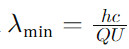 λ_min = hc/QU